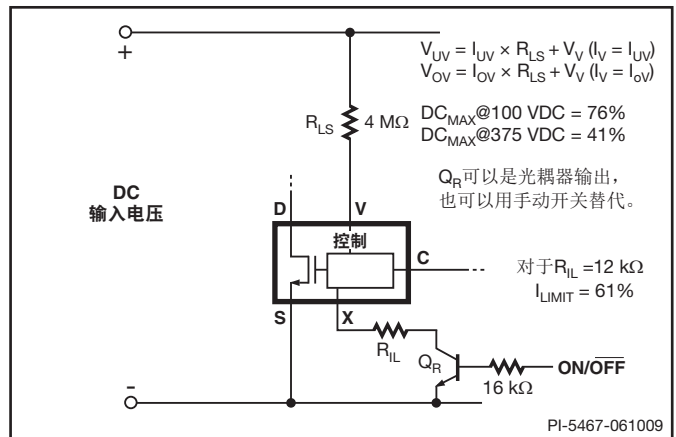 +
V_UV = I_UV × R_LS + V_V (I_V = I_UV)
V_OV = I_OV × R_LS + V_V (I_V = I_oV)
R_LS
4 MΩ
DC_MAX@100 VDC = 76%
DC_MAX@375 VDC = 41%
Q_R可以是光耦器输出，
也可以用手动开关替代。
DC
输入电压
D
V
控制
C
对于R_IL =12 kΩ
I_LIMIT = 61%
S
X
R_IL
Q_R
16 kΩ
ON/OFF
-
PI-5467-061009